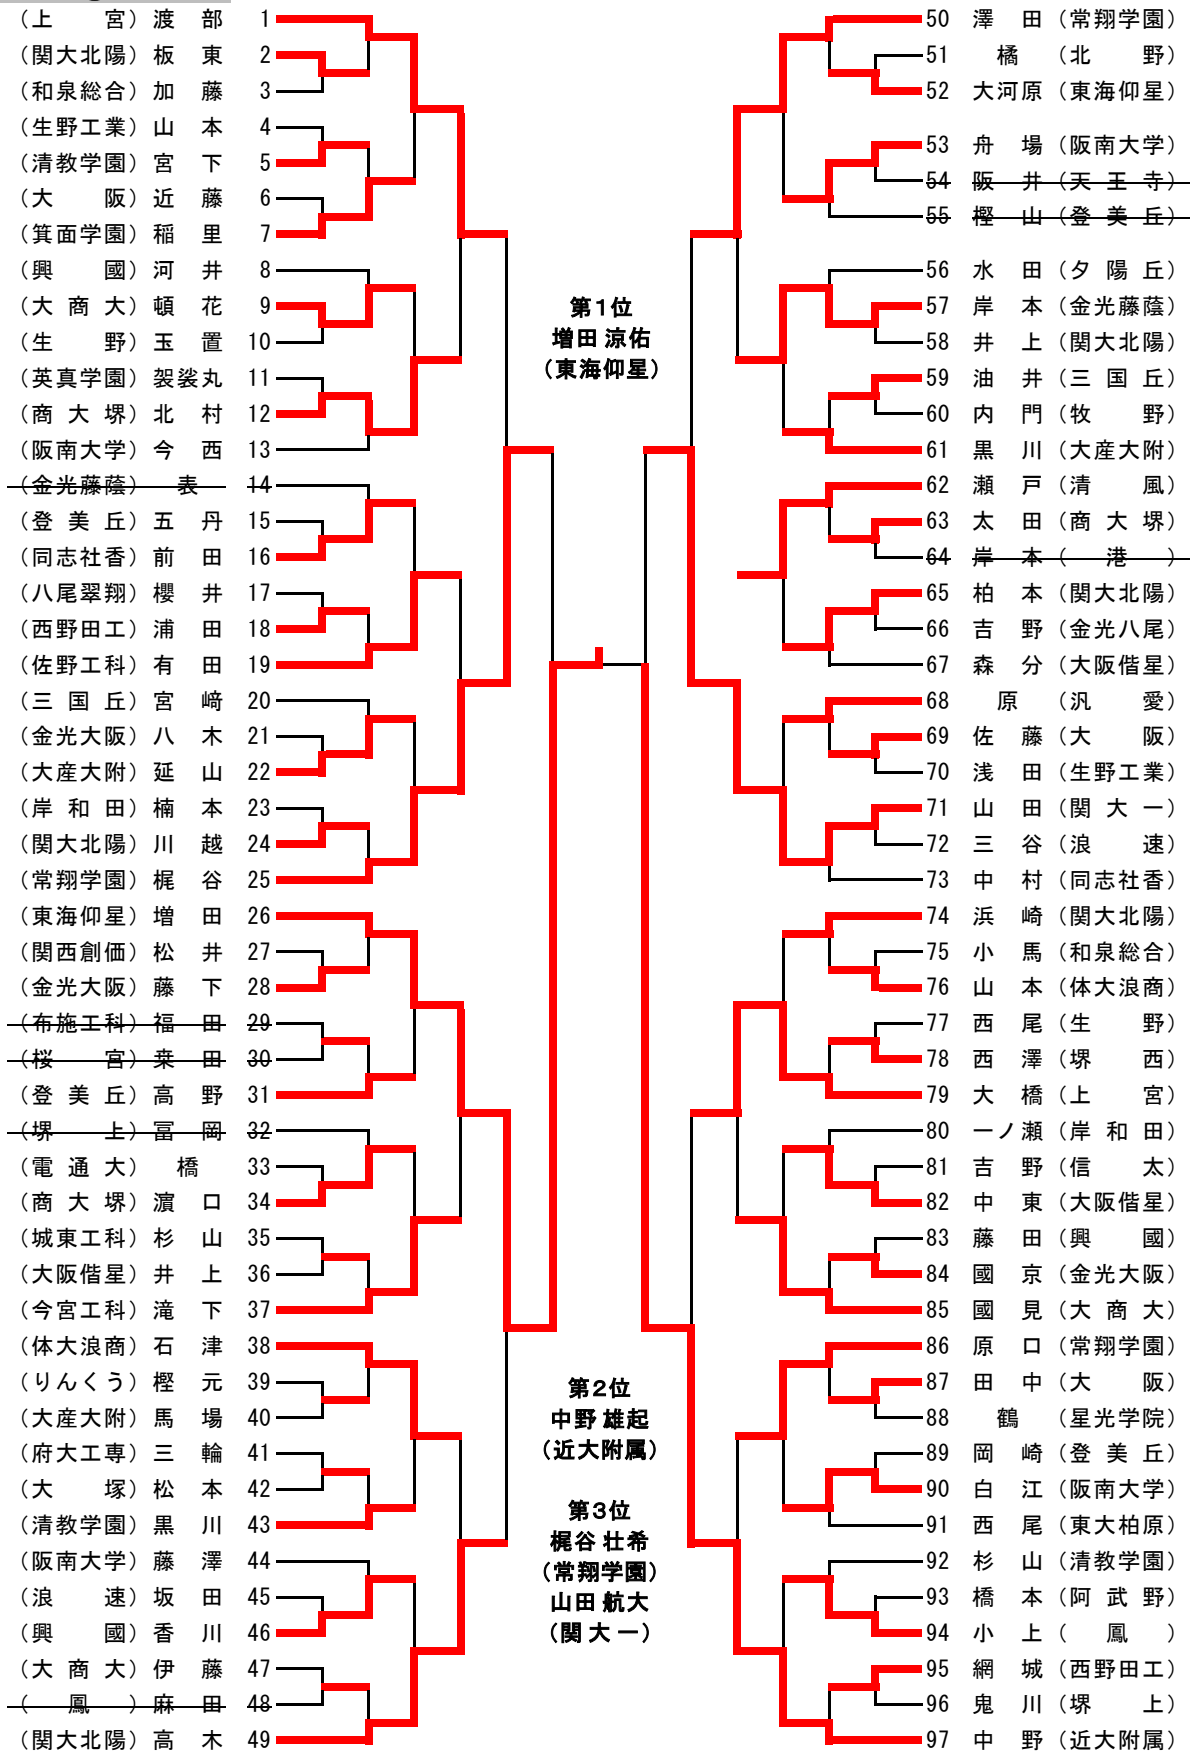 (上宮) 渡部 1
(関大北陽) 板東 2
(和泉総合) 加藤 3
(生野工業) 山本 4
(清教学園) 宮下 5
(大阪) 近藤 6
(箕面学園) 稲里 7
(興國) 河井 8
(大商大) 頓花 9
(生野) 玉置 10
(英真学園) 袈裟丸 11
(商大堺) 北村 12
(阪南大学) 今西 13
(金光藤蔭) 表 14
(登美丘) 五丹 15
(同志社香) 前田 16
(八尾翠翔) 櫻井 17
(西野田工) 浦田 18
(佐野工科) 有田 19
(三国丘) 宮﨑 20
(金光大阪) 八木 21
(大産大附) 延山 22
(岸和田) 楠本 23
(関大北陽) 川越 24
(常翔学園) 梶谷 25
(東海仰星) 増田 26
(関西創価) 松井 27
(金光大阪) 藤下 28
(布施工科) 福田 29
(桜宮) 来田 30
(登美丘) 高野 31
(堺上) 冨岡 32
(電通大) 橋 33
(商大堺) 濵口 34
(城東工科) 杉山 35
(大阪偕星) 井上 36
(今宮工科) 滝下 37
(体大浪商) 石津 38
(りんくう) 樫元 39
(大産大附) 馬場 40
(府大工専) 三輪 41
(大塚) 松本 42
(清教学園) 黒川 43
(阪南大学) 藤澤 44
(浪速) 坂田 45
(興國) 香川 46
(大商大) 伊藤 47
(鳳) 麻田 48
(関大北陽) 高木 49
第1位
増田 涼佑
(東海仰星)
第2位
中野 雄起
(近大附属)
第3位
梶谷 壮希
(常翔学園)
山田 航大
(関大一)
50 澤田 (常翔学園)
51 橘 (北野)
52 大河原 (東海仰星)
53 舟場 (阪南大学)
54 阪井 (天王寺)
55 樫山 (登美丘)
56 水田 (夕陽丘)
57 岸本 (金光藤蔭)
58 井上 (関大北陽)
59 油井 (三国丘)
60 内門 (牧野)
61 黒川 (大産大附)
62 瀬戸 (清風)
63 太田 (商大堺)
64 岸本 (港)
65 柏本 (関大北陽)
66 吉野 (金光八尾)
67 森分 (大阪偕星)
68 原 (汎愛)
69 佐藤 (大阪)
70 浅田 (生野工業)
71 山田 (関大一)
72 三谷 (浪速)
73 中村 (同志社香)
74 浜崎 (関大北陽)
75 小馬 (和泉総合)
76 山本 (体大浪商)
77 西尾 (生野)
78 西澤 (堺西)
79 大橋 (上宮)
80 一ノ瀬 (岸和田)
81 吉野 (信太)
82 中東 (大阪偕星)
83 藤田 (興國)
84 國京 (金光大阪)
85 國見 (大商大)
86 原口 (常翔学園)
87 田中 (大阪)
88 鶴 (星光学院)
89 岡崎 (登美丘)
90 白江 (阪南大学)
91 西尾 (東大柏原)
92 杉山 (清教学園)
93 橋本 (阿武野)
94 小上 (鳳)
95 網城 (西野田工)
96 鬼川 (堺上)
97 中野 (近大附属)